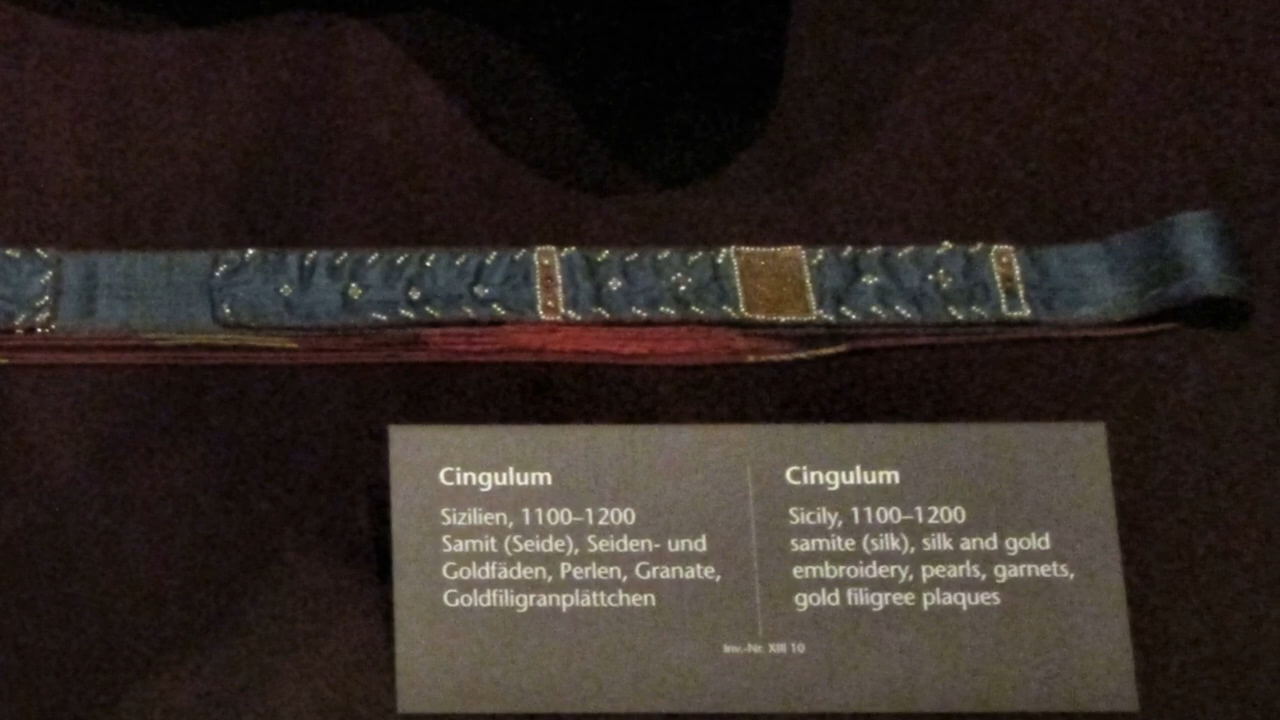 Cingulum
Sizilien, 1100–1200
Samit (Seide), Seiden- und
Goldfäden, Perlen, Granate,
Goldfiligranplättchen
Cingulum
Sicily, 1100–1200
samite (silk), silk and gold
embroidery, pearls, garnets,
gold filigree plaques
Inv.-Nr. XIII 10